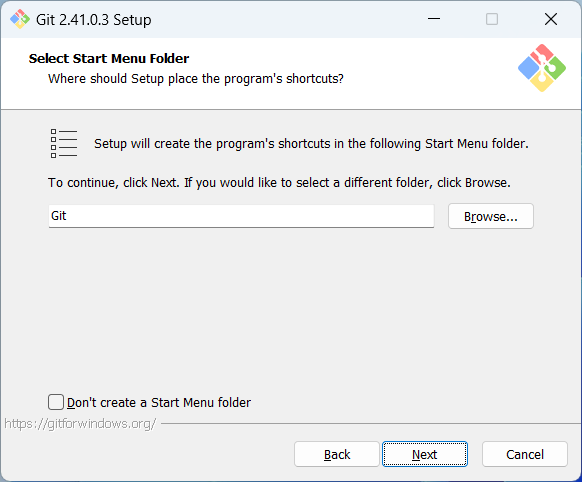 Git 2.41.0.3 Setup
Select Start Menu Folder
Where should Setup place the program's shortcuts?
Setup will create the program's shortcuts in the following Start Menu folder.
To continue, click Next. If you would like to select a different folder, click Browse.
Git
Browse...
Don't create a Start Menu folder
https://gitforwindows.org/
Back
Next
Cancel